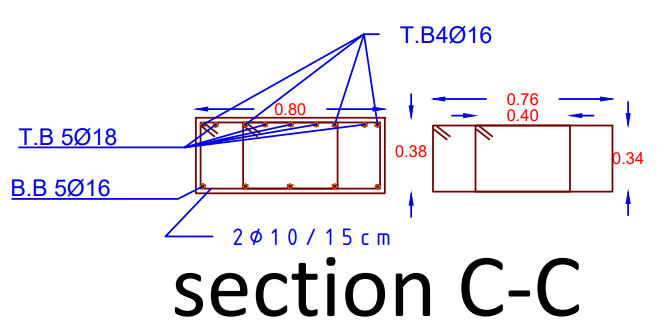 T.B4Ø16
0.80
0.76
0.40
T.B 5Ø18
0.38
0.34
B.B 5Ø16
2ø10/15cm
section C-C